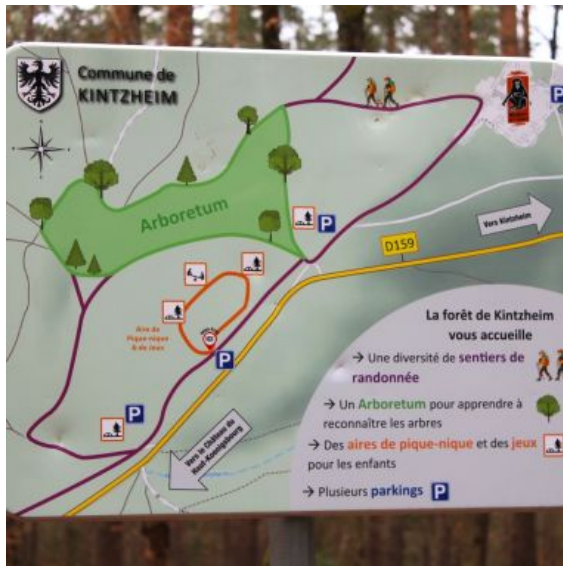 Commune de
KINTZHEIM
P
Arboretum
P
Vers Kintzheim
D159
Aire de
Pique-nique
& de Jeux
P
P
Vers le Château du
Haut-Koenigsbourg
La forêt de Kintzheim
vous accueille
→ Une diversité de sentiers de
randonnée
→ Un Arboretum pour apprendre à
reconnaître les arbres
→ Des aires de pique-nique et des jeux
pour les enfants
→ Plusieurs parkings P